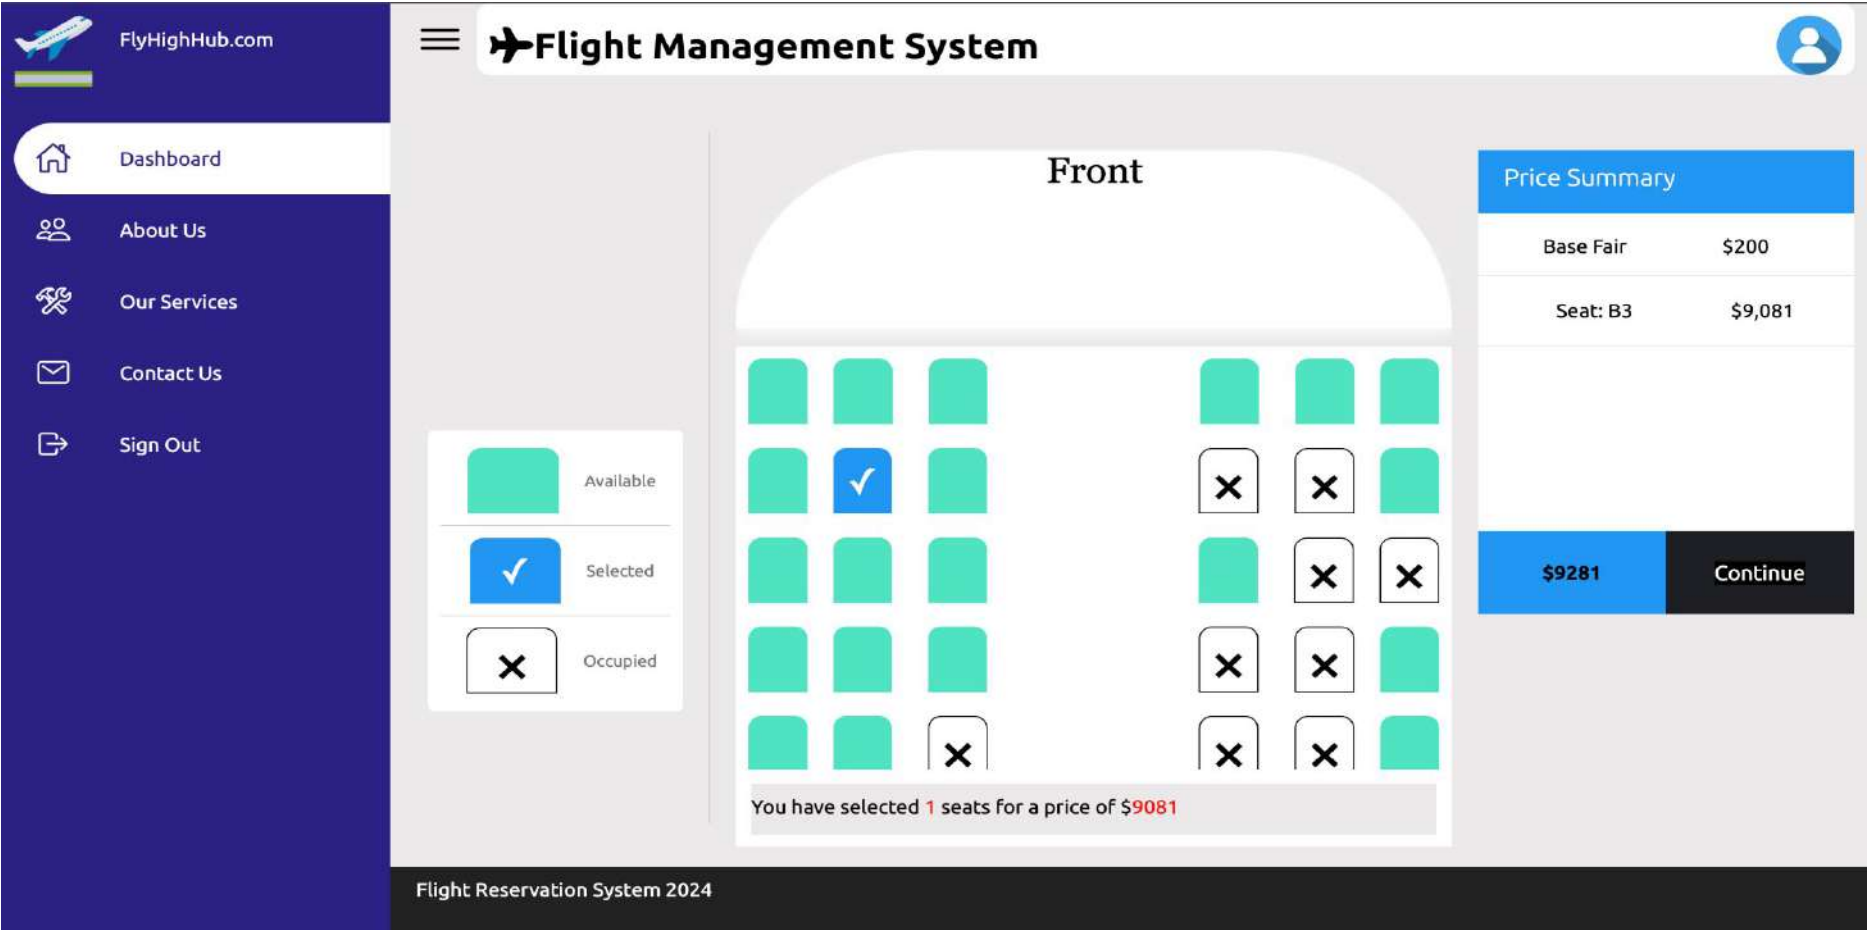 FlyHighHub.com
Flight Management System
Dashboard
About Us
Our Services
Contact Us
Sign Out
Available
Selected
Occupied
Front
You have selected 1 seats for a price of $9081
Price Summary
Base Fair $200
Seat: B3 $9,081
$9281 Continue
Flight Reservation System 2024